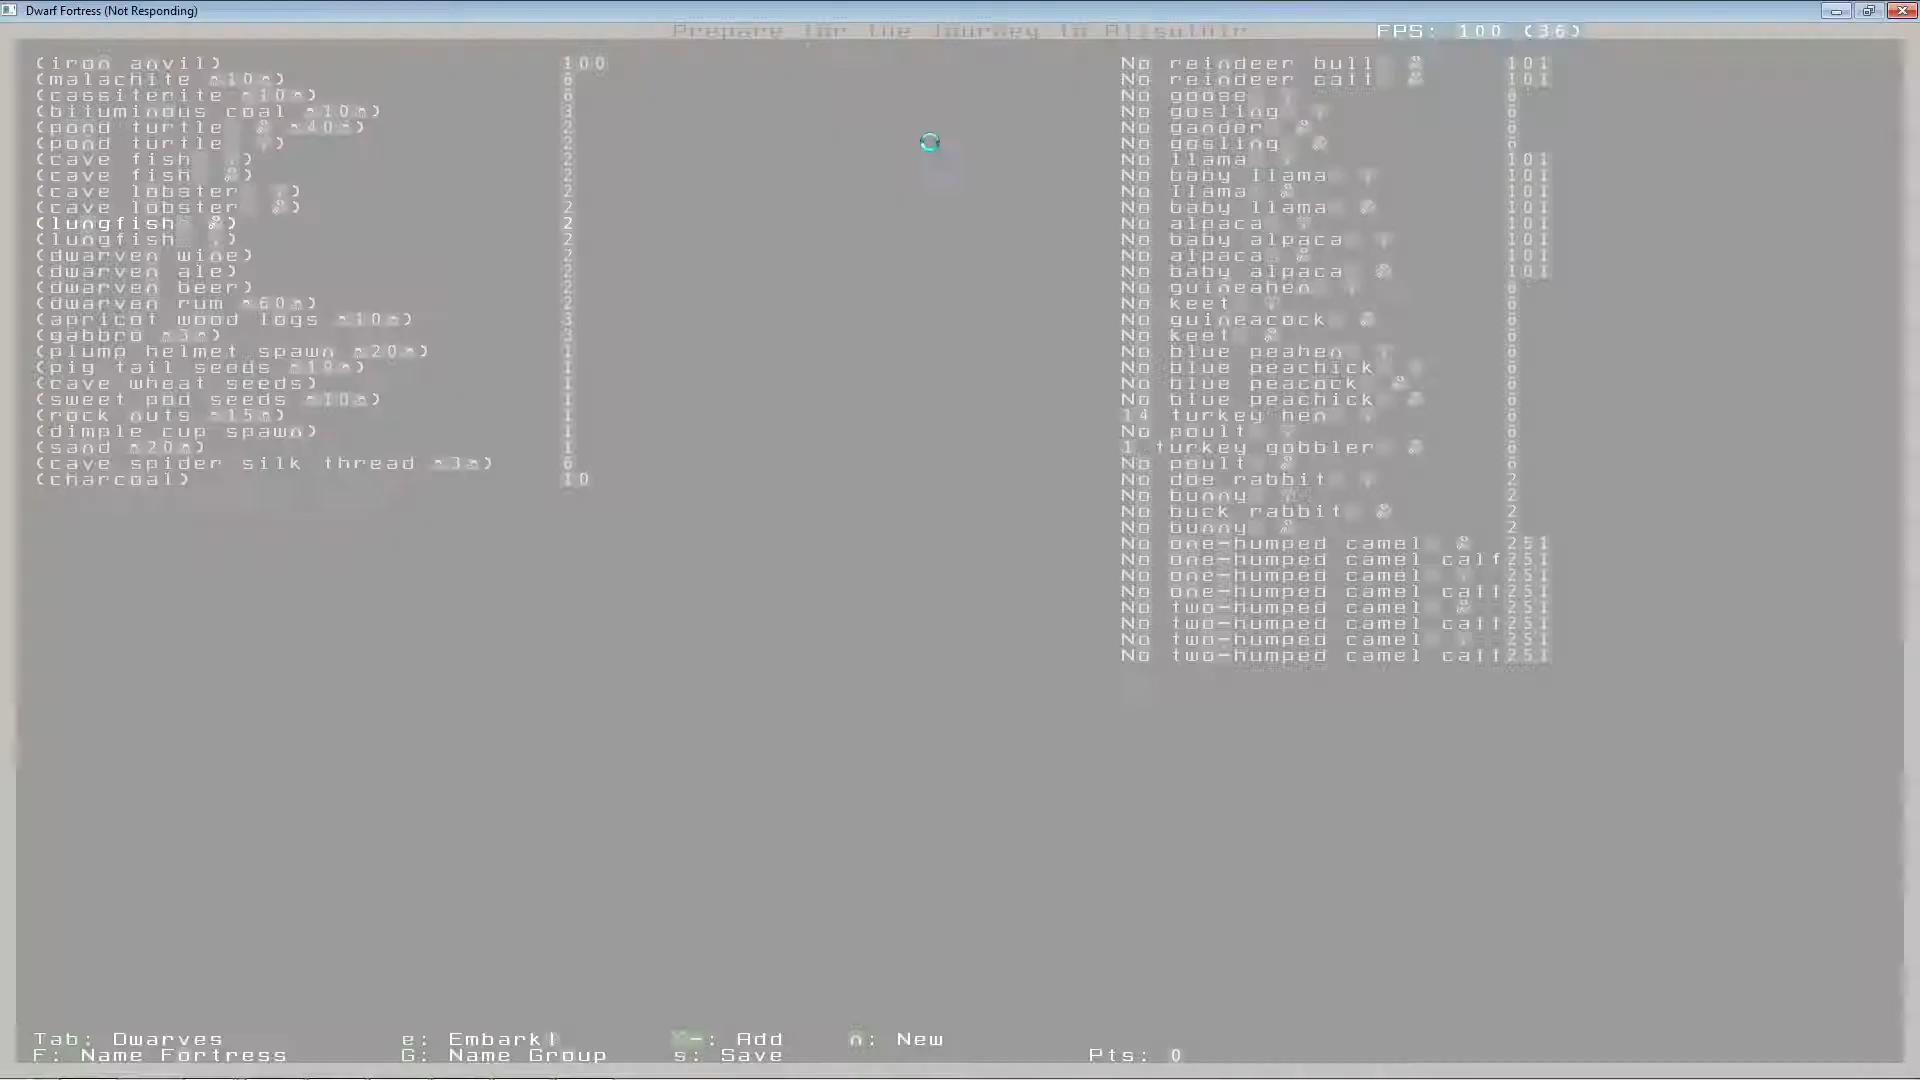 Dwarf Fortress (Not Responding)
Prepare for the Journey to
FPS: 100 (36)
(iron anvil) 100
(malachite [10]) 6
(cassiterite [10]) 6
(bituminous coal [10]) 3
(pond turtle ♂ [40]) 2
(pond turtle ♀) 2
(cave fish ♀) 2
(cave fish ♂) 2
(cave lobster ♀) 2
(cave lobster ♂) 2
(lungfish ♂) 2
(lungfish ♀) 2
(dwarven wine) 2
(dwarven ale) 2
(dwarven beer) 2
(dwarven rum [60]) 2
(apricot wood logs [10]) 3
(gabbro [3]) 3
(plump helmet spawn [20]) 1
(pig tail seeds [10]) 1
(cave wheat seeds) 1
(sweet pod seeds [10]) 1
(rock nuts [15]) 1
(dimple cup spawn) 1
(sand [20]) 1
(cave spider silk thread [3]) 6
(charcoal) 10
No reindeer bull ♂ 101
No reindeer calf ♂ 101
No goose ♀ 6
No gosling ♀ 6
No gander ♂ 6
No gosling ♂ 6
No llama ♀ 101
No baby llama ♀ 101
No llama ♂ 101
No baby llama ♂ 101
No alpaca ♀ 101
No baby alpaca ♀ 101
No alpaca ♂ 101
No baby alpaca ♂ 101
No guineahen ♀ 6
No keet ♀ 6
No guineacock ♂ 6
No keet ♂ 6
No blue peahen ♀ 6
No blue peachick ♀ 6
No blue peacock ♂ 6
No blue peachick ♂ 6
14 turkey hen ♀ 6
No poult ♀ 6
1 turkey gobbler ♂ 6
No poult ♂ 6
No doe rabbit ♀ 2
No bunny ♀ 2
No buck rabbit ♂ 2
No bunny ♂ 2
No one-humped camel ♂ 251
No one-humped camel calf 251
No one-humped camel ♀ 251
No one-humped camel calf 251
No two-humped camel ♂ 251
No two-humped camel calf 251
No two-humped camel ♀ 251
No two-humped camel calf 251
Tab: Dwarves e: Embark! -: Add n: New
F: Name Fortress G: Name Group s: Save Pts: 0